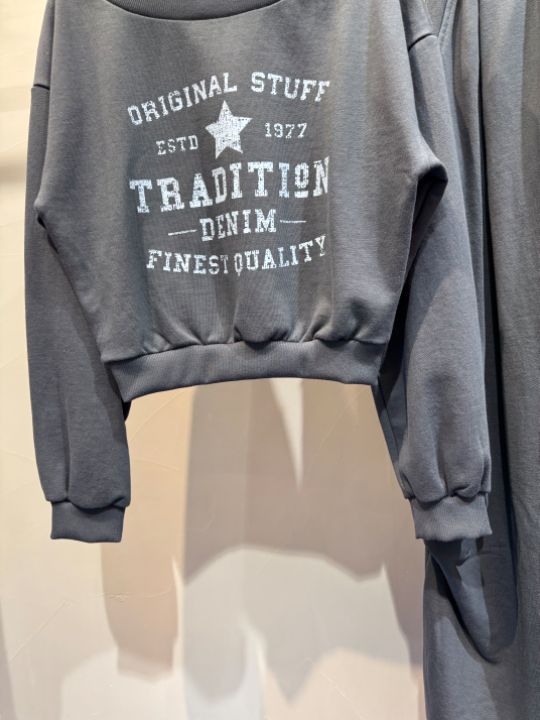 ORIGINAL STUFF
ESTD 1977
TRADITION
DENIM
FINEST QUALITY